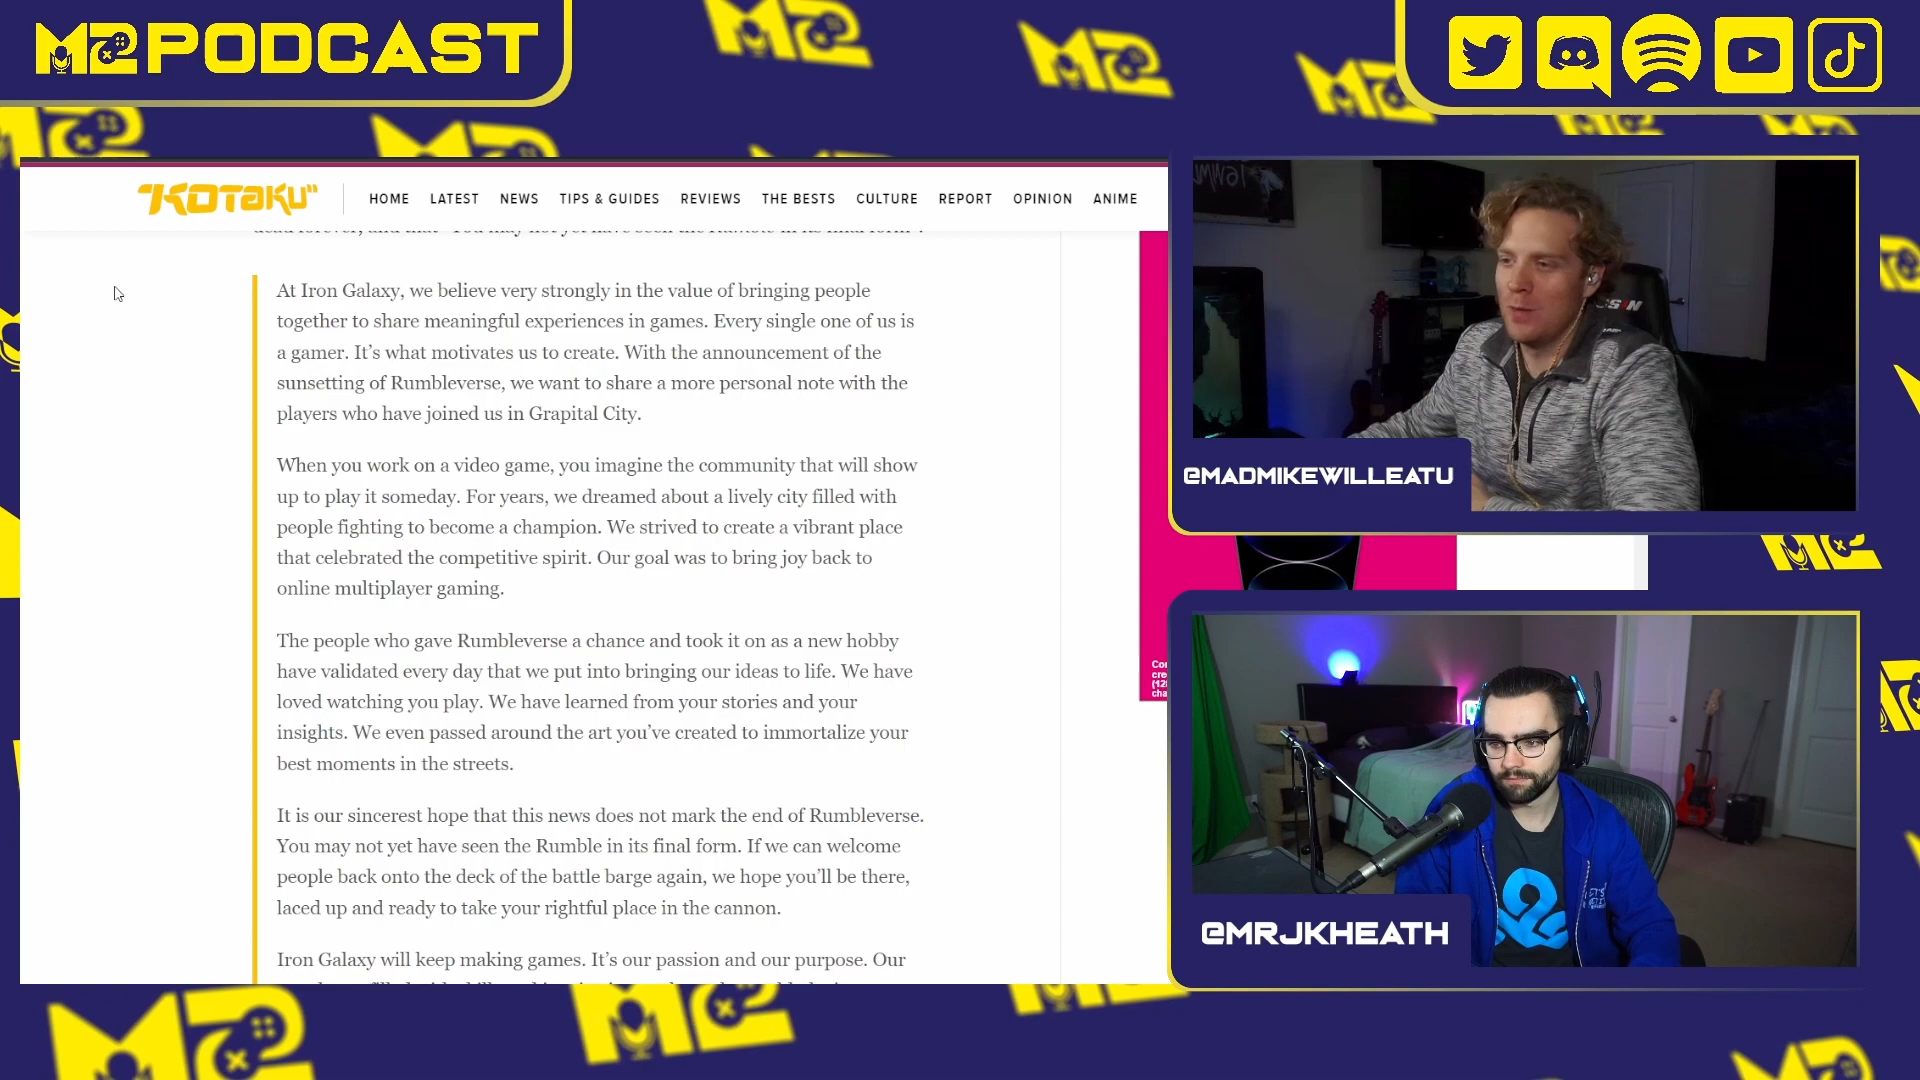 M2 PODCAST
KOTAKU
HOME LATEST NEWS TIPS & GUIDES REVIEWS THE BESTS CULTURE REPORT OPINION ANIME
At Iron Galaxy, we believe very strongly in the value of bringing people
together to share meaningful experiences in games. Every single one of us is
a gamer. It’s what motivates us to create. With the announcement of the
sunsetting of Rumbleverse, we want to share a more personal note with the
players who have joined us in Grapital City.
When you work on a video game, you imagine the community that will show
up to play it someday. For years, we dreamed about a lively city filled with
people fighting to become a champion. We strived to create a vibrant place
that celebrated the competitive spirit. Our goal was to bring joy back to
online multiplayer gaming.
The people who gave Rumbleverse a chance and took it on as a new hobby
have validated every day that we put into bringing our ideas to life. We have
loved watching you play. We have learned from your stories and your
insights. We even passed around the art you’ve created to immortalize your
best moments in the streets.
It is our sincerest hope that this news does not mark the end of Rumbleverse.
You may not yet have seen the Rumble in its final form. If we can welcome
people back onto the deck of the battle barge again, we hope you’ll be there,
laced up and ready to take your rightful place in the cannon.
Iron Galaxy will keep making games. It’s our passion and our purpose. Our
@MADMIKEWILLEATU
@MRJKHEATH